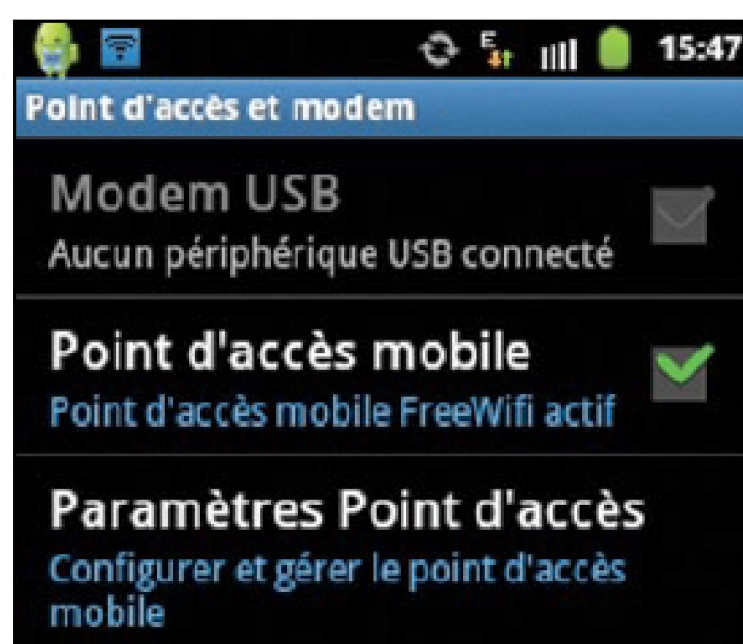 E
15:47
Point d'accès et modem
Modem USB
Aucun périphérique USB connecté
Point d'accès mobile
Point d'accès mobile FreeWifi actif
Paramètres Point d'accès
Configurer et gérer le point d'accès
mobile